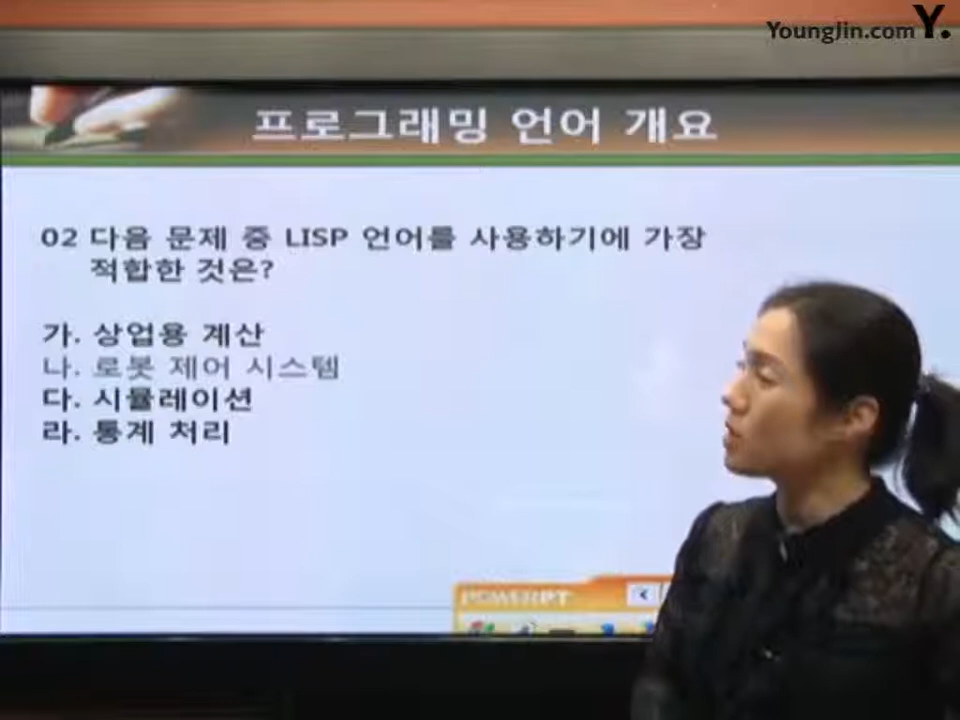 YoungJin.com Y.
프로그래밍 언어 개요
02 다음 문제 중 LISP 언어를 사용하기에 가장
적합한 것은?
가. 상업용 계산
나. 로봇 제어 시스템
다. 시뮬레이션
라. 통계 처리
POWERPT